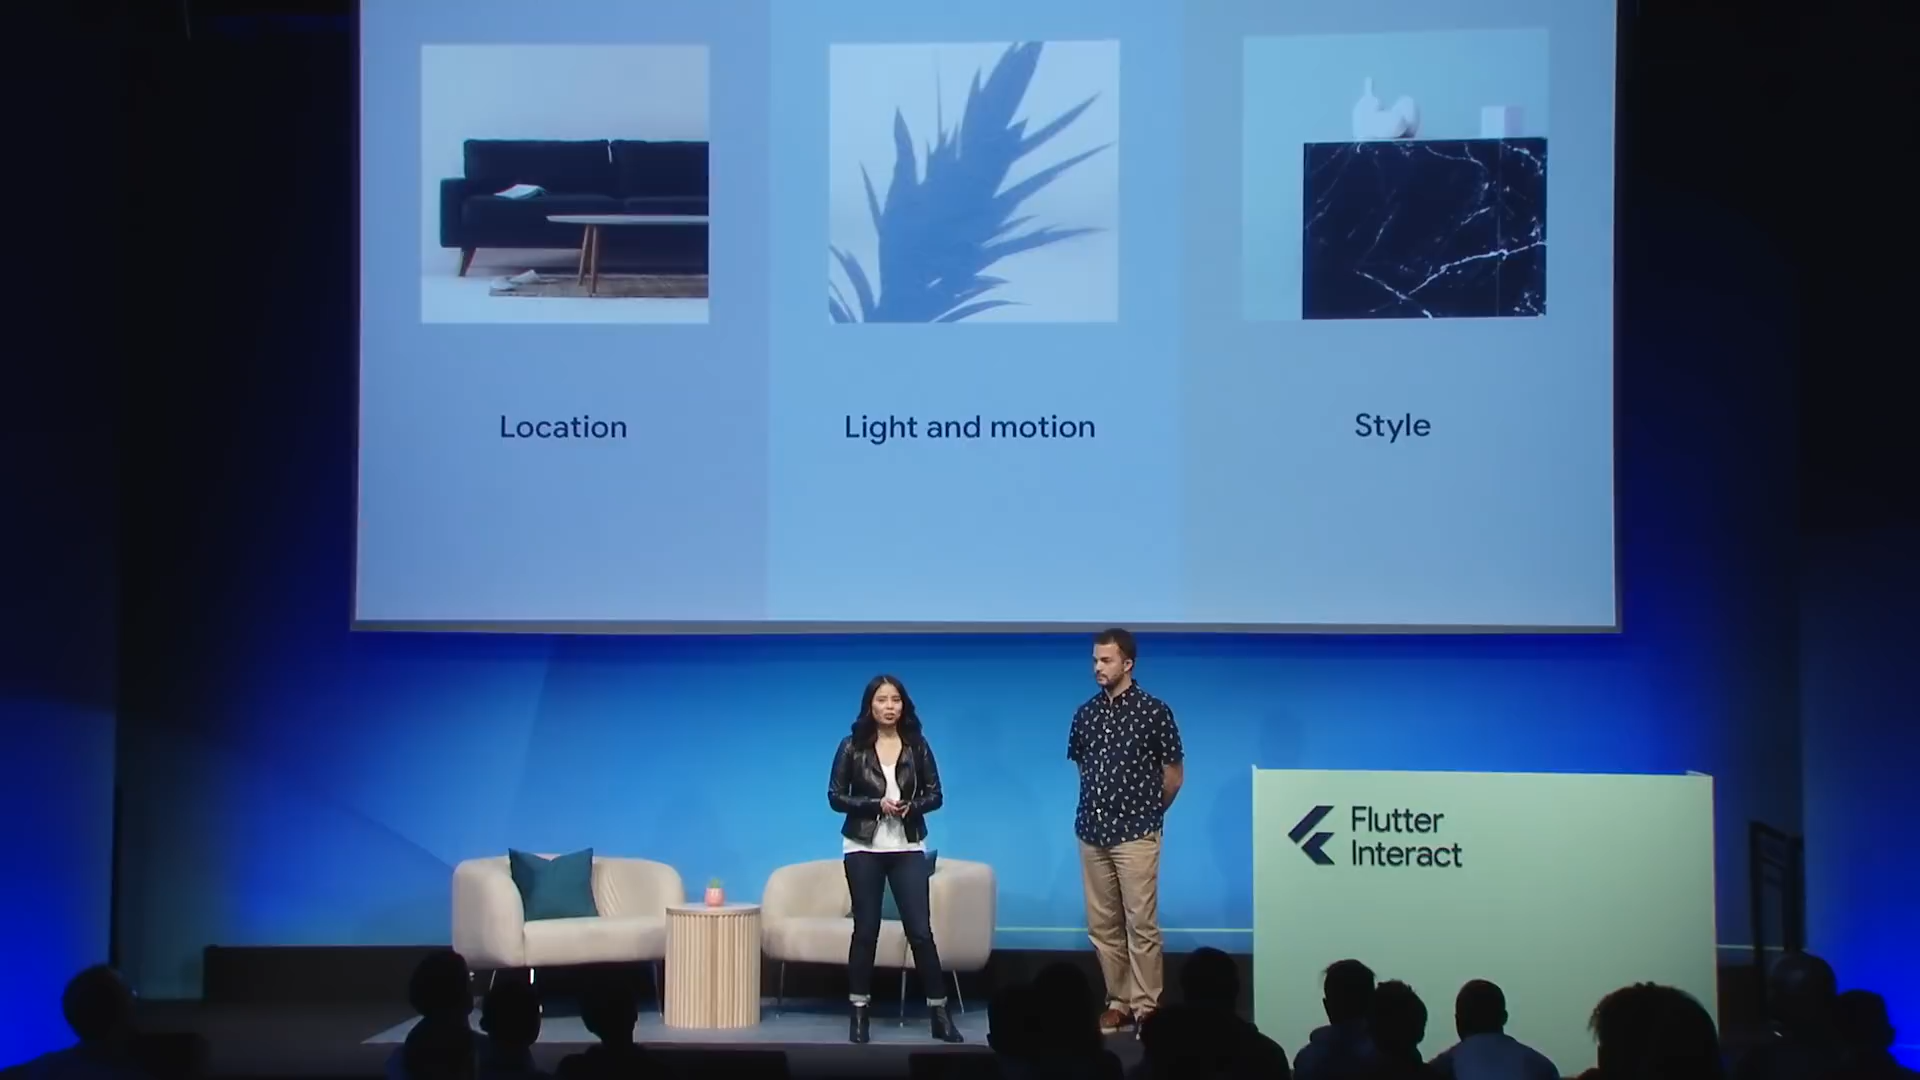 Location
Light and motion
Style
Flutter
Interact